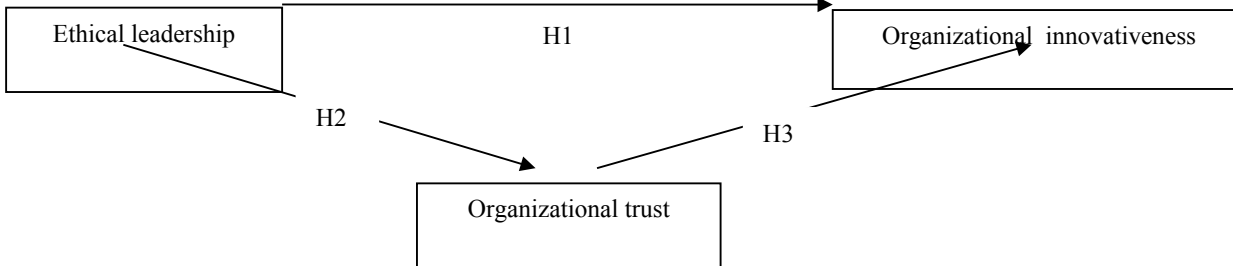 Ethical leadership
Organizational innovativeness
H1
H2
H3
Organizational trust